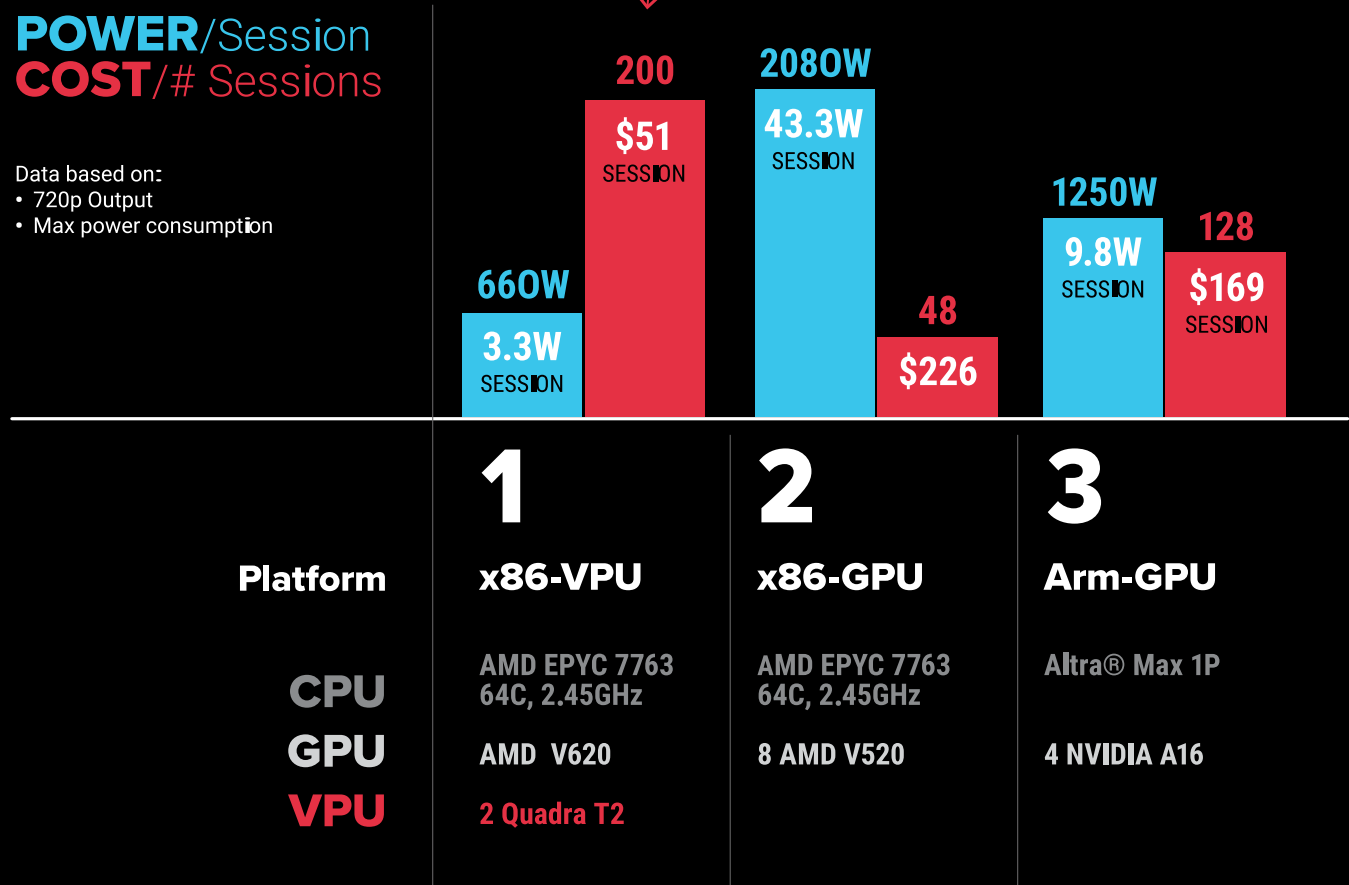 POWER/Session
COST/# Sessions
Data based on:
• 720p Output
• Max power consumption
660W
3.3W
SESSION
200
$51
SESSION
2080W
43.3W
SESSION
48
$226
1250W
9.8W
SESSION
128
$169
SESSION
1
2
3
Platform
x86-VPU
x86-GPU
Arm-GPU
CPU
AMD EPYC 7763
64C, 2.45GHz
AMD EPYC 7763
64C, 2.45GHz
Altra® Max 1P
GPU
AMD V620
8 AMD V520
4 NVIDIA A16
VPU
2 Quadra T2